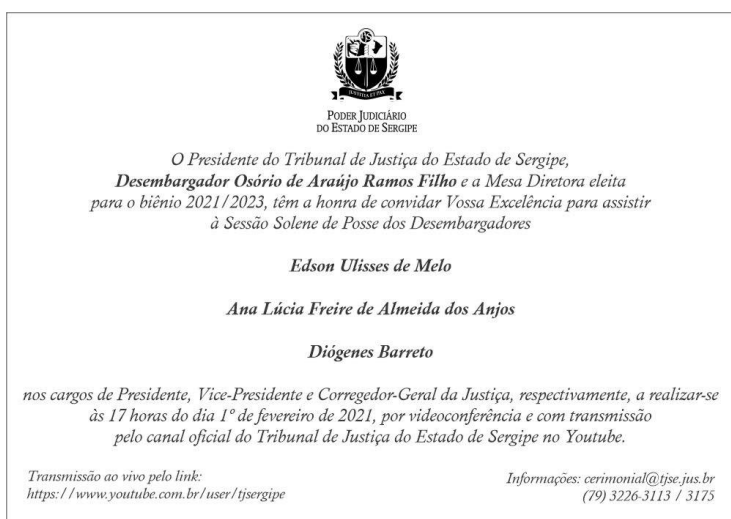 JUSTITIA ET PAX
PODER JUDICIÁRIO
DO ESTADO DE SERGIPE
O Presidente do Tribunal de Justiça do Estado de Sergipe,
Desembargador Osório de Araújo Ramos Filho e a Mesa Diretora eleita
para o biênio 2021/2023, têm a honra de convidar Vossa Excelência para assistir
à Sessão Solene de Posse dos Desembargadores
Edson Ulisses de Melo
Ana Lúcia Freire de Almeida dos Anjos
Diógenes Barreto
nos cargos de Presidente, Vice-Presidente e Corregedor-Geral da Justiça, respectivamente, a realizar-se
às 17 horas do dia 1º de fevereiro de 2021, por videoconferência e com transmissão
pelo canal oficial do Tribunal de Justiça do Estado de Sergipe no Youtube.
Transmissão ao vivo pelo link:
https://www.youtube.com.br/user/tjsergipe
Informações: cerimonial@tjse.jus.br
(79) 3226-3113 / 3175